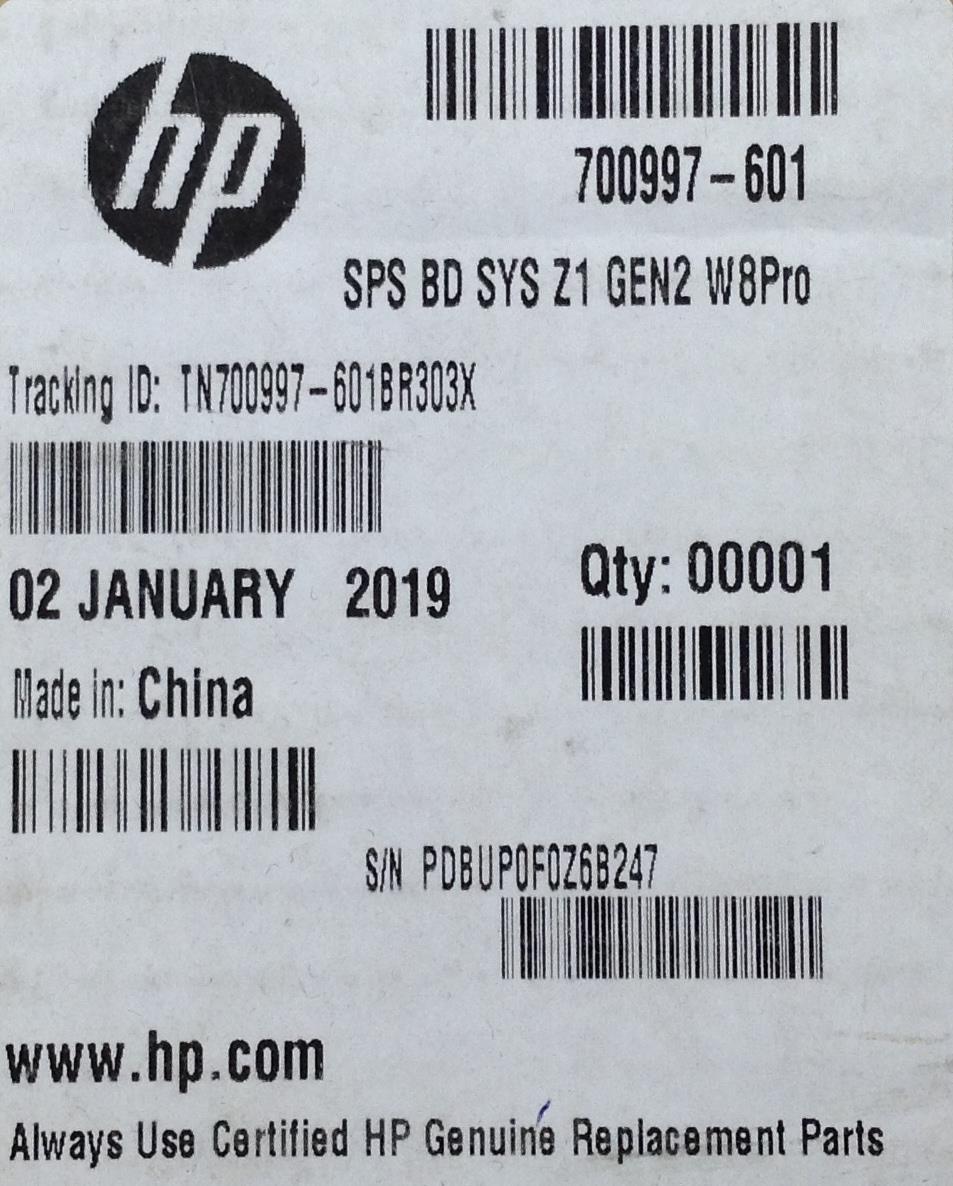 hp
700997-601
SPS BD SYS Z1 GEN2 W8Pro
Tracking ID: TN700997-601BR303X
02 JANUARY 2019
Qty: 00001
Made in: China
S/N PDBUP0F0Z6B247
www.hp.com
Always Use Certified HP Genuine Replacement Parts